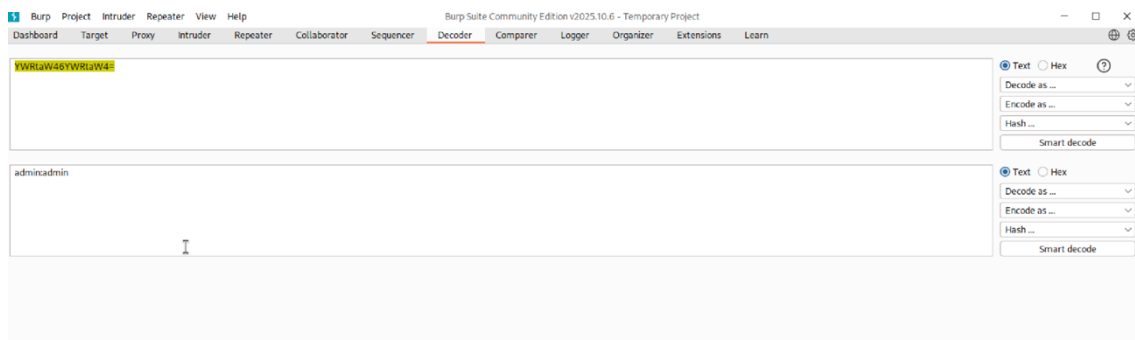 Burp Project Intruder Repeater View Help Burp Suite Community Edition v2025.10.6 - Temporary Project
Dashboard Target Proxy Intruder Repeater Collaborator Sequencer Decoder Comparer Logger Organizer Extensions Learn
YWRtaW46YWRtaW4= Text Hex ?
Decode as ...
Encode as ...
Hash ...
Smart decode
admin:admin Text Hex
Decode as ...
Encode as ...
Hash ...
Smart decode